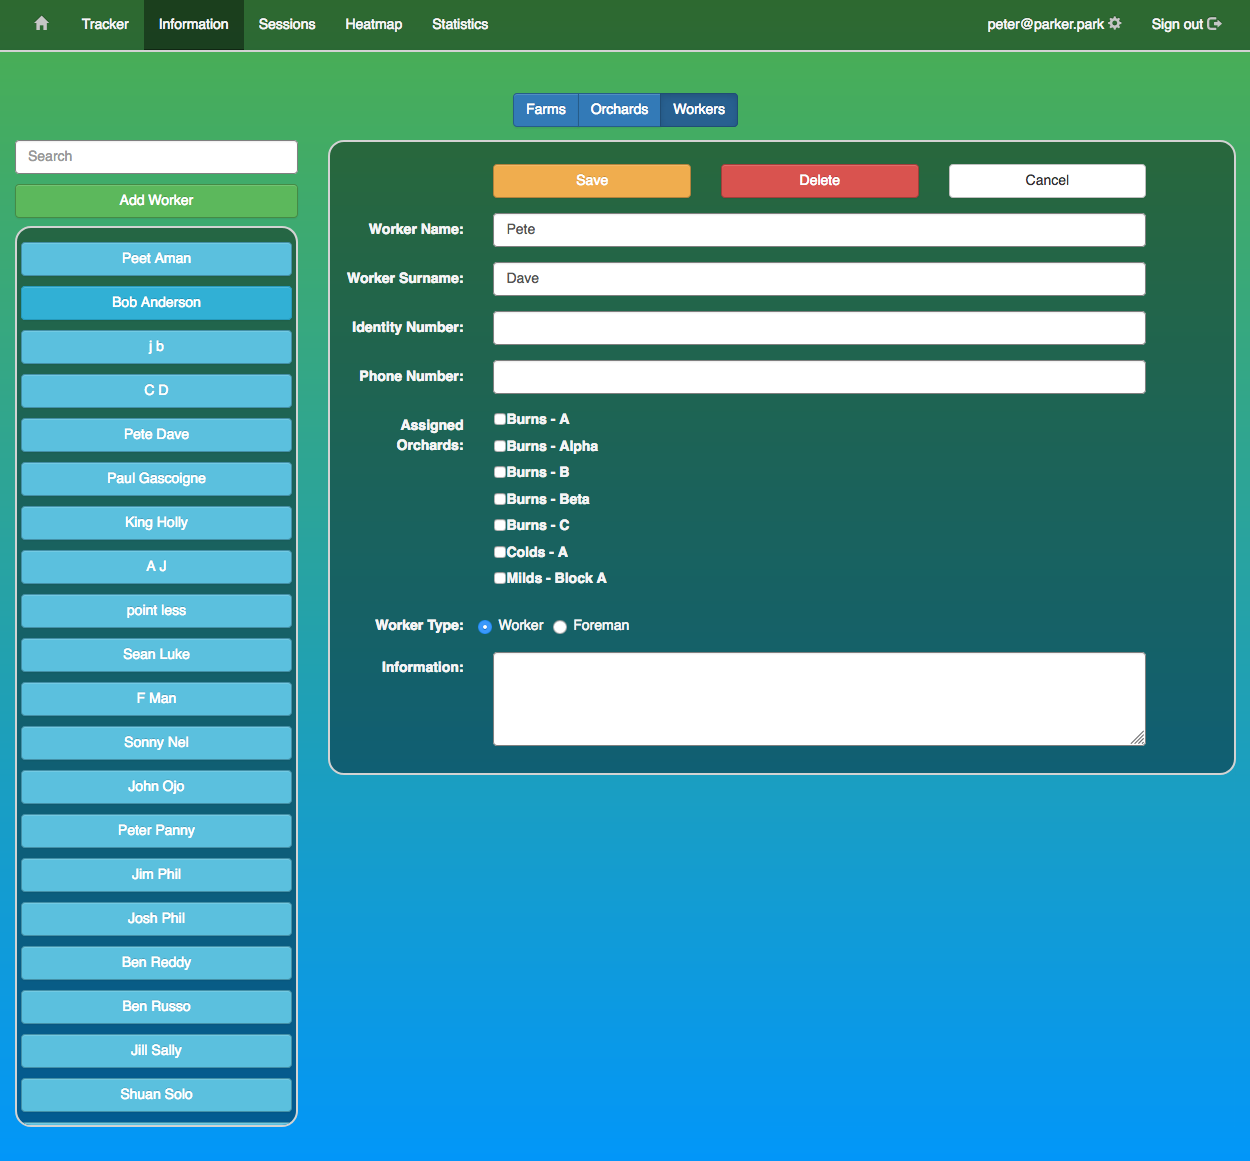 Tracker Information Sessions Heatmap Statistics peter@parker.park Sign out
Farms Orchards Workers
Search
Add Worker
Peet Aman
Bob Anderson
j b
C D
Pete Dave
Paul Gascoigne
King Holly
A J
point less
Sean Luke
F Man
Sonny Nel
John Ojo
Peter Panny
Jim Phil
Josh Phil
Ben Reddy
Ben Russo
Jill Sally
Shuan Solo
Save Delete Cancel
Worker Name: Pete
Worker Surname: Dave
Identity Number:
Phone Number:
Assigned
Orchards:
Burns - A
Burns - Alpha
Burns - B
Burns - Beta
Burns - C
Colds - A
Milds - Block A
Worker Type: Worker Foreman
Information: